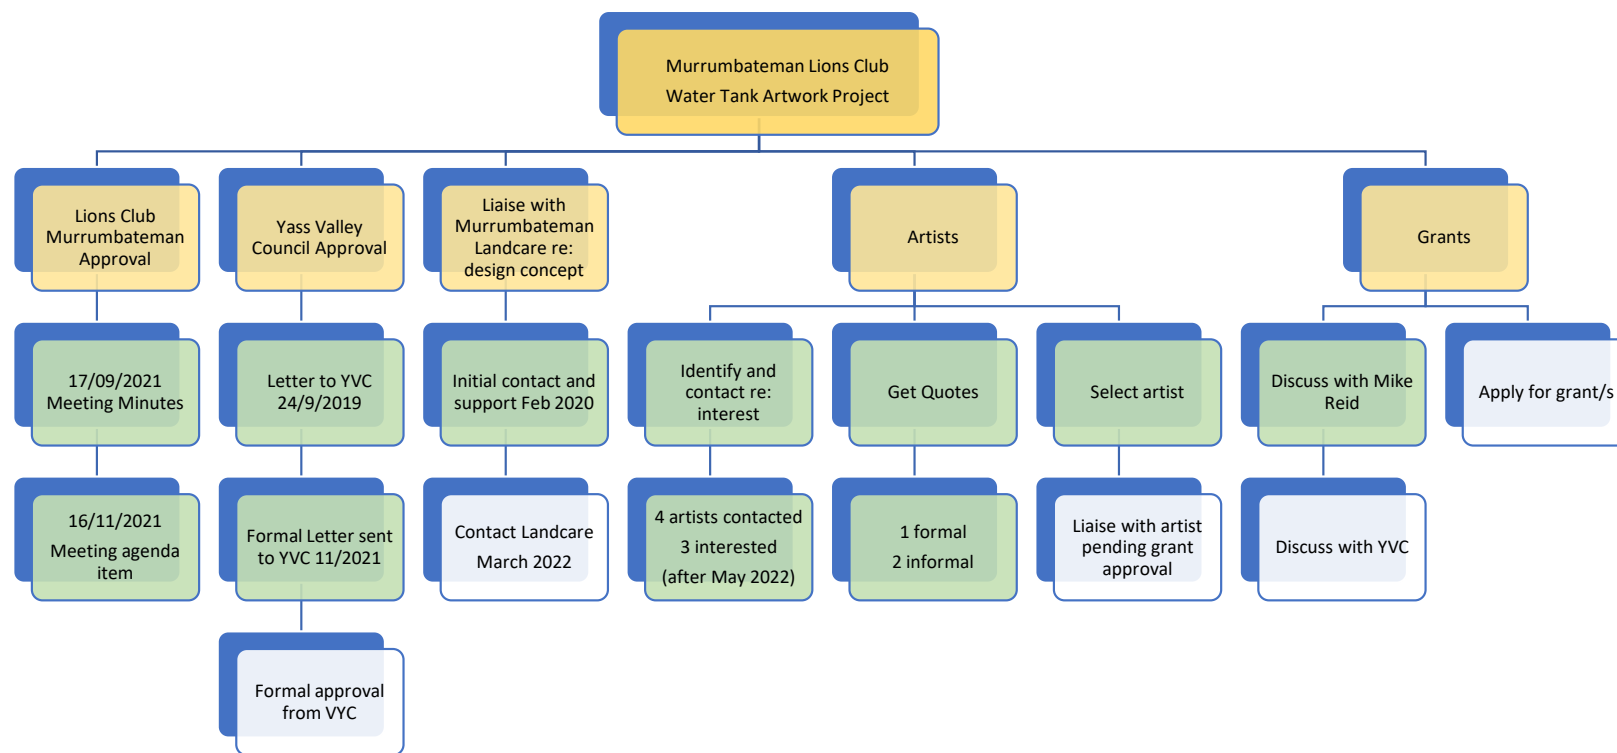 Murrumbateman Lions Club
Water Tank Artwork Project
Lions Club
Murrumbateman
Approval
Yass Valley
Council Approval
Liaise with
Murrumbateman
Landcare re:
design concept
Artists
Grants
17/09/2021
Meeting Minutes
Letter to YVC
24/9/2019
Initial contact and
support Feb 2020
Identify and
contact re:
interest
Get Quotes
Select artist
Discuss with Mike
Reid
Apply for grant/s
16/11/2021
Meeting agenda
item
Formal Letter sent
to YVC 11/2021
Contact Landcare
March 2022
4 artists contacted
3 interested
(after May 2022)
1 formal
2 informal
Liaise with artist
pending grant
approval
Discuss with YVC
Formal approval
from VYC